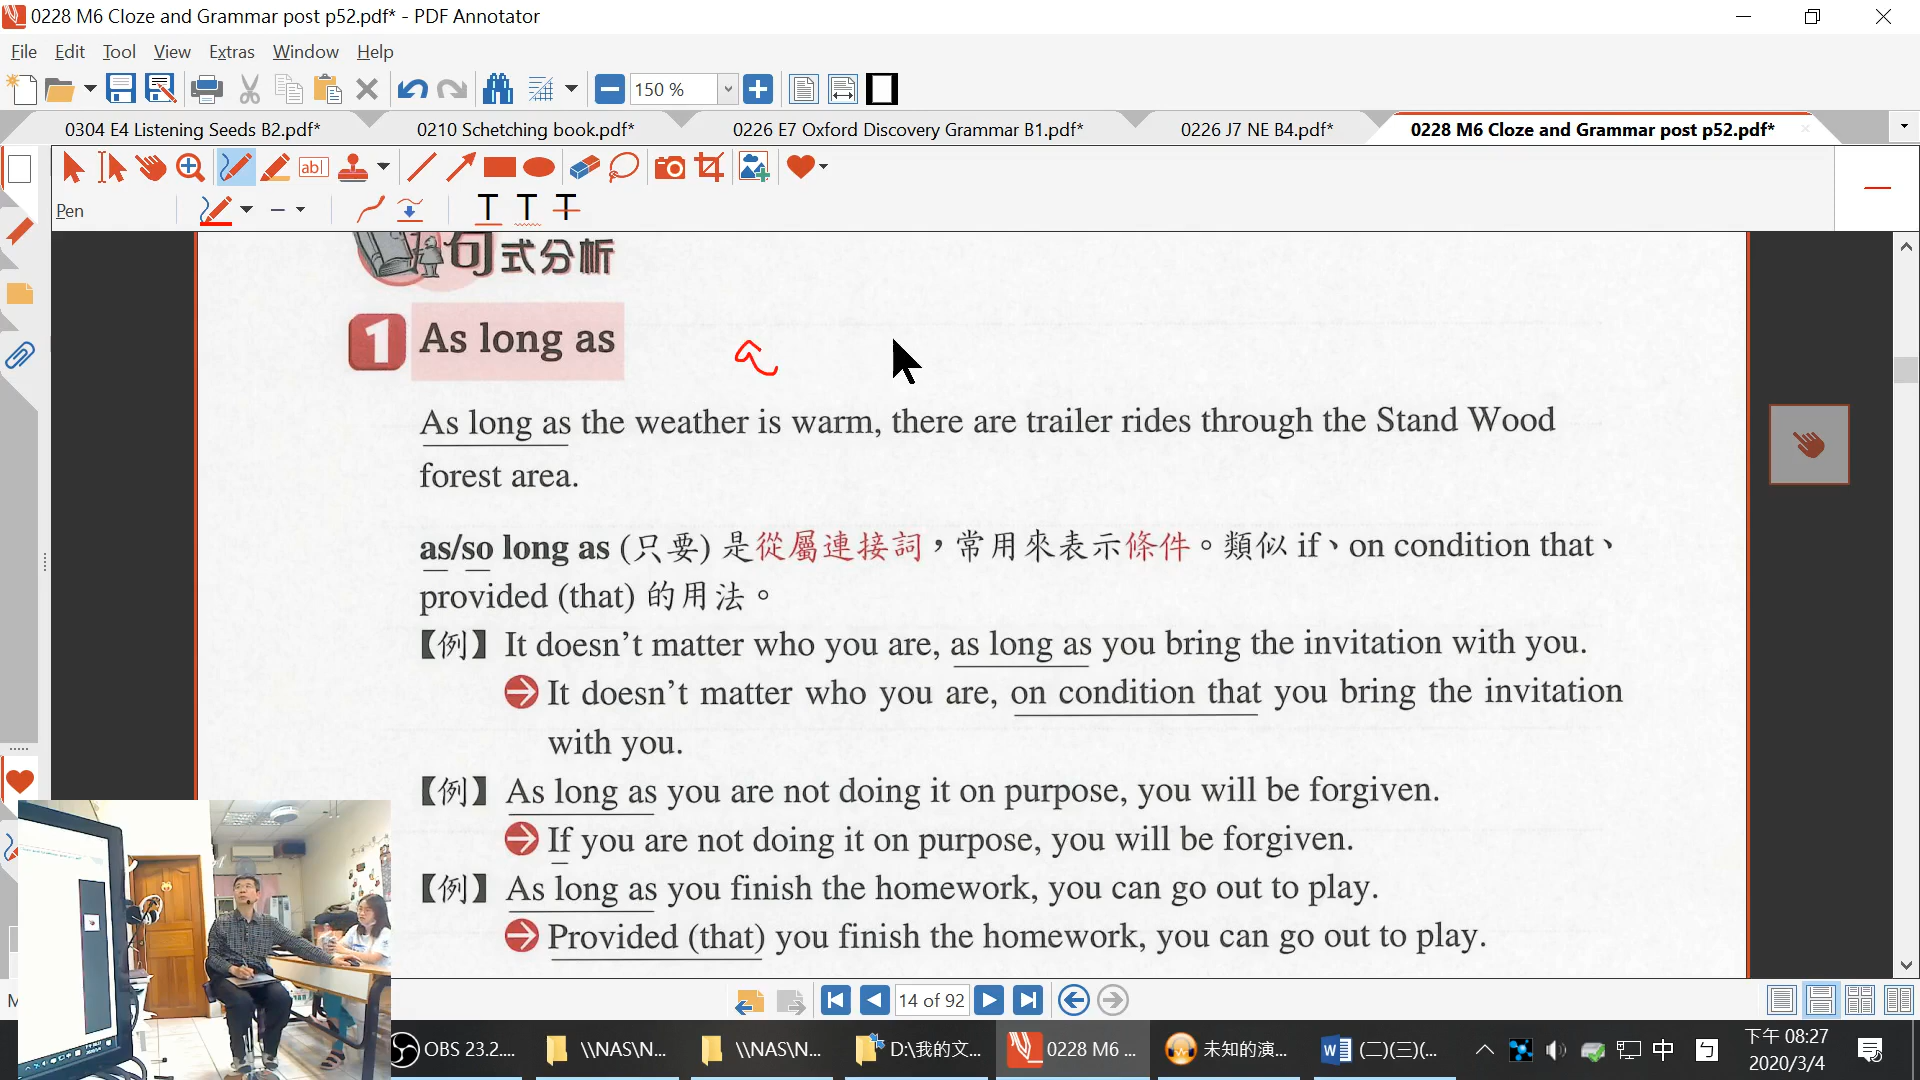 0228 M6 Cloze and Grammar post p52.pdf* - PDF Annotator
File Edit Tool View Extras Window Help
150 %
0304 E4 Listening Seeds B2.pdf* 0210 Schetching book.pdf* 0226 E7 Oxford Discovery Grammar B1.pdf* 0226 J7 NE B4.pdf* 0228 M6 Cloze and Grammar post p52.pdf*
Pen
句式分析
1 As long as
a
As long as the weather is warm, there are trailer rides through the Stand Wood
forest area.
as/so long as (只要) 是從屬連接詞，常用來表示條件。類似 if、on condition that、
provided (that) 的用法。
【例】It doesn't matter who you are, as long as you bring the invitation with you.
It doesn't matter who you are, on condition that you bring the invitation
with you.
【例】As long as you are not doing it on purpose, you will be forgiven.
If you are not doing it on purpose, you will be forgiven.
【例】As long as you finish the homework, you can go out to play.
Provided (that) you finish the homework, you can go out to play.
14 of 92
OBS 23.2.... \\NAS\N... \\NAS\N... D:\我的文... 0228 M6 ... 未知的演... (二)(三)(... 中 ㄅ 下午 08:27
2020/3/4